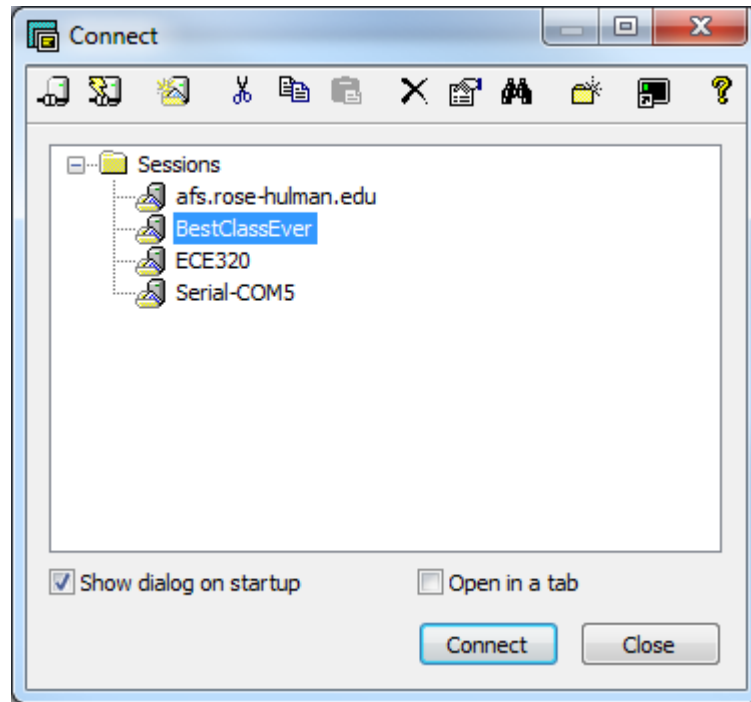 Connect
Sessions
afs.rose-hulman.edu
BestClassEver
ECE320
Serial-COM5
Show dialog on startup
Open in a tab
Connect
Close